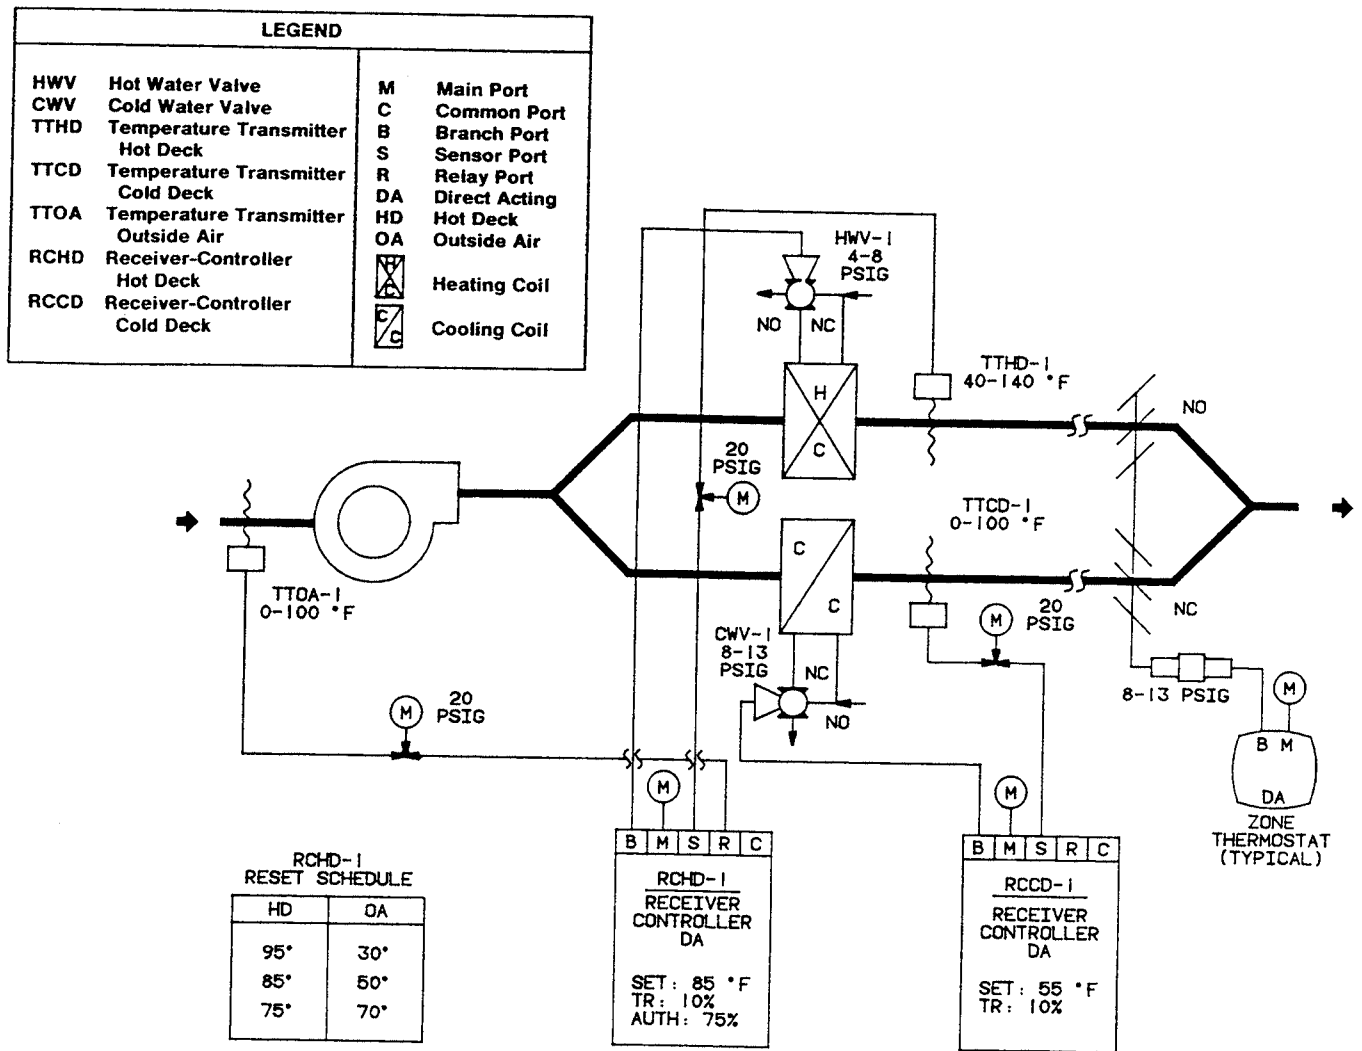 LEGEND
HWV Hot Water Valve
CWV Cold Water Valve
TTHD Temperature Transmitter
Hot Deck
TTCD Temperature Transmitter
Cold Deck
TTOA Temperature Transmitter
Outside Air
RCHD Receiver-Controller
Hot Deck
RCCD Receiver-Controller
Cold Deck
M Main Port
C Common Port
B Branch Port
S Sensor Port
R Relay Port
DA Direct Acting
HD Hot Deck
OA Outside Air
H
C
Heating Coil
C
C
Cooling Coil
HWV-1
4-8
PSIG
NO NC
H
C
TTHD-1
40-140 °F
NO
20
PSIG
M
TTCD-1
0-100 °F
C
C
TTOA-1
0-100 °F
CWV-1
8-13
PSIG
NC
NO
M
20
PSIG
NC
8-13 PSIG
M
B M
DA
ZONE
THERMOSTAT
(TYPICAL)
M
20
PSIG
M
M
B M S R C
RCHD-1
RECEIVER
CONTROLLER
DA
SET: 85 °F
TR: 10%
AUTH: 75%
B M S R C
RCCD-1
RECEIVER
CONTROLLER
DA
SET: 55 °F
TR: 10%
RCHD-1
RESET SCHEDULE
HD OA
95° 30°
85° 50°
75° 70°